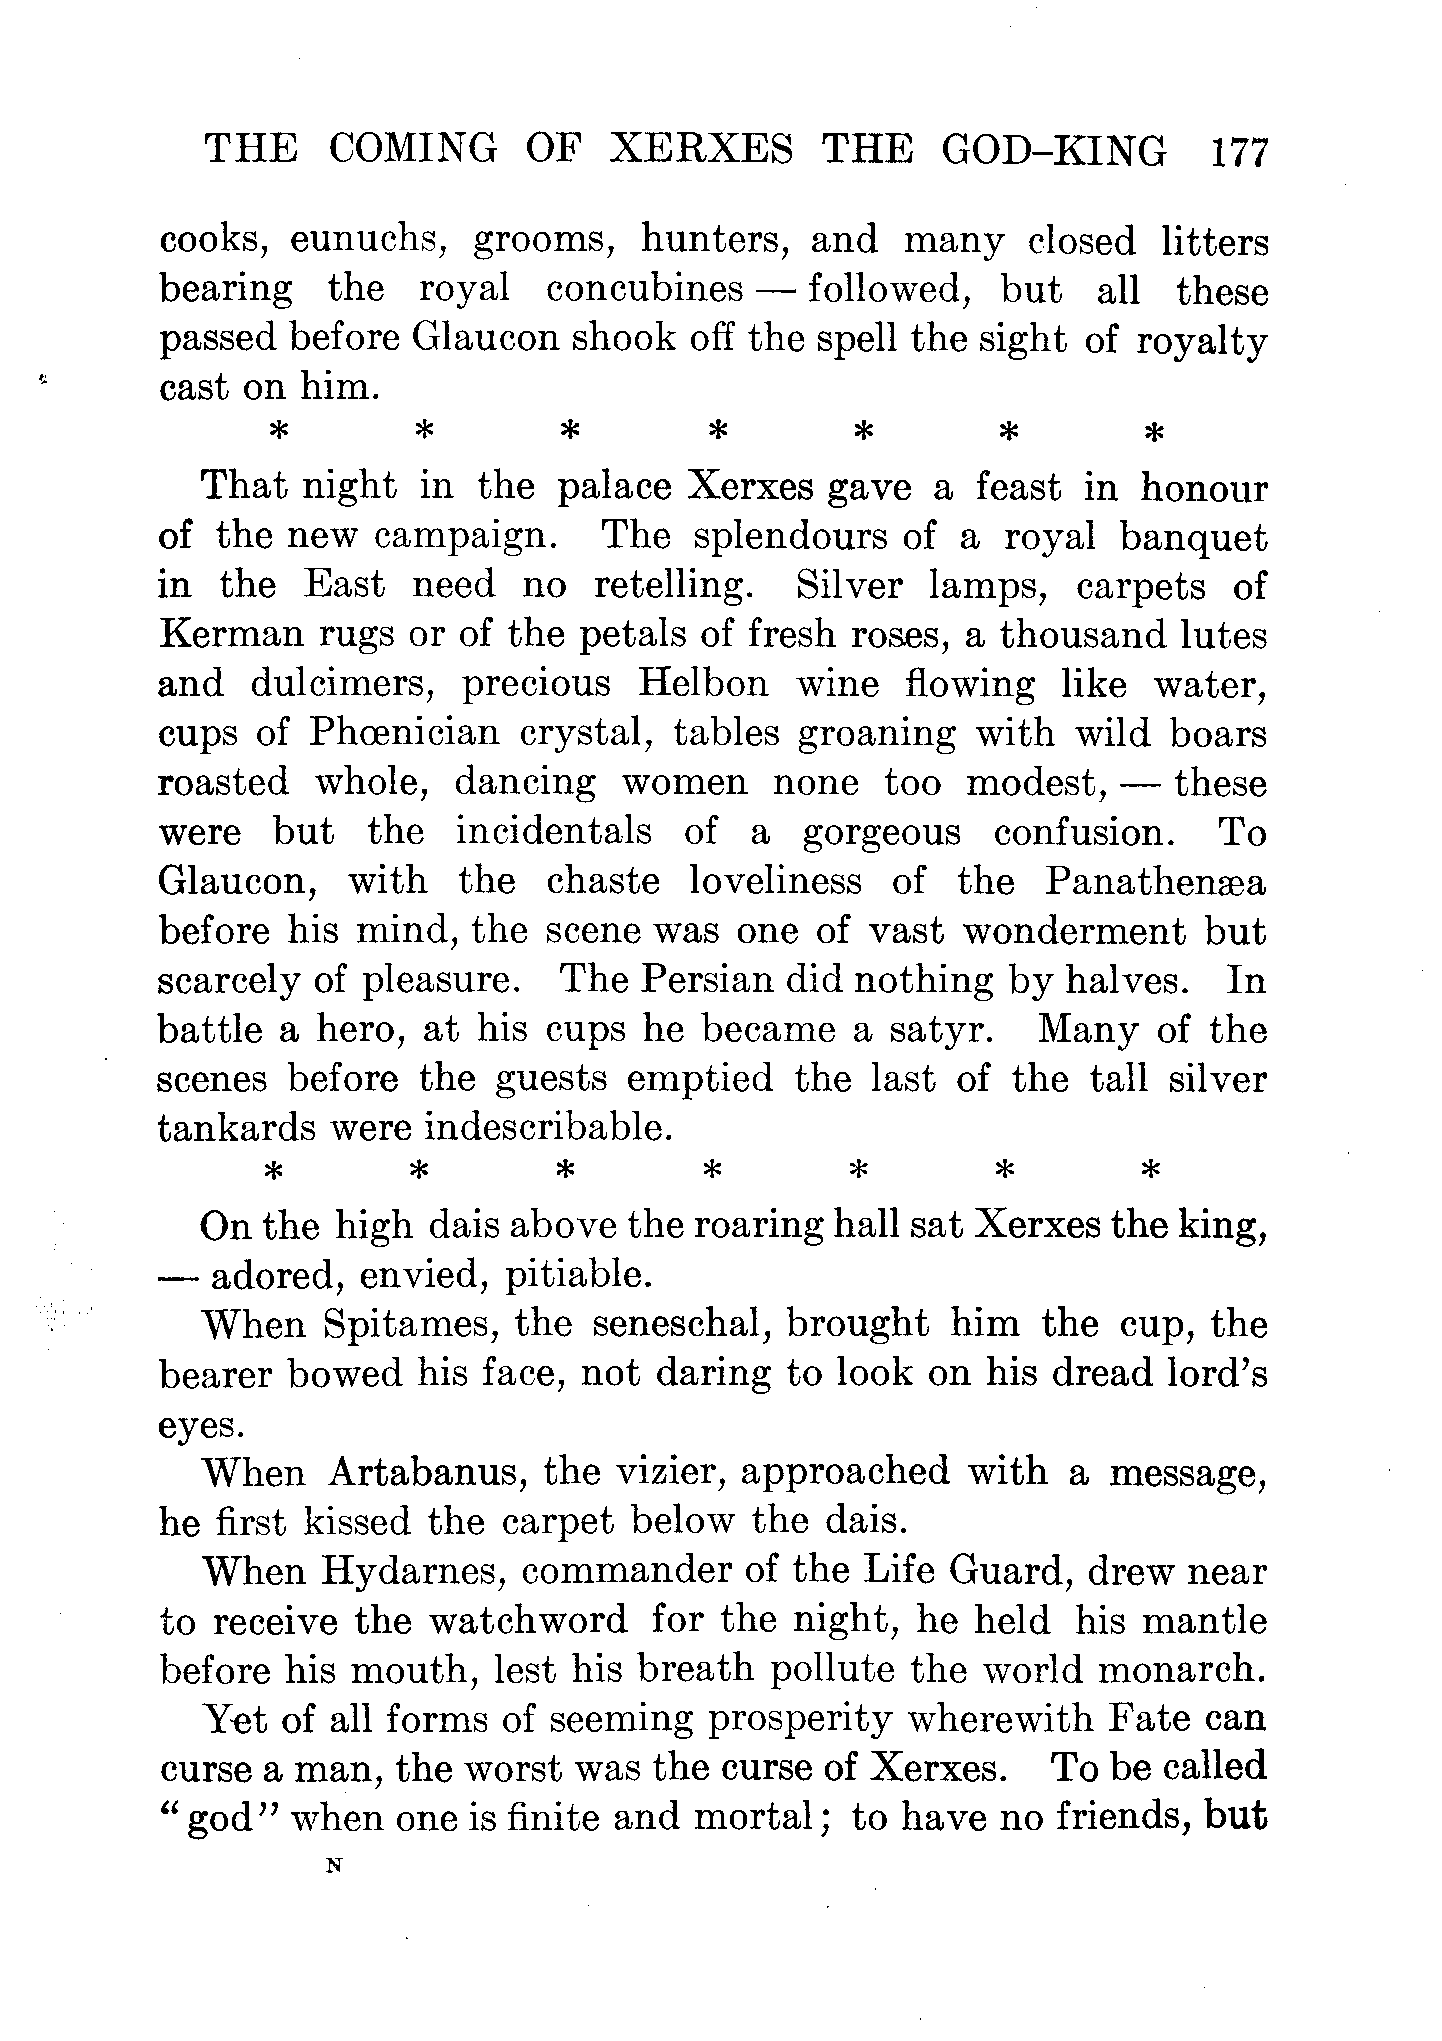 THE COMING OF XERXES THE GOD-KING 177
cooks, eunuchs, grooms, hunters, and many closed litters
bearing the royal concubines — followed, but all these
passed before Glaucon shook off the spell the sight of royalty
cast on him.
* * * * * * *
That night in the palace Xerxes gave a feast in honour
of the new campaign. The splendours of a royal banquet
in the East need no retelling. Silver lamps, carpets of
Kerman rugs or of the petals of fresh roses, a thousand lutes
and dulcimers, precious Helbon wine flowing like water,
cups of Phœnician crystal, tables groaning with wild boars
roasted whole, dancing women none too modest, — these
were but the incidentals of a gorgeous confusion. To
Glaucon, with the chaste loveliness of the Panathenæa
before his mind, the scene was one of vast wonderment but
scarcely of pleasure. The Persian did nothing by halves. In
battle a hero, at his cups he became a satyr. Many of the
scenes before the guests emptied the last of the tall silver
tankards were indescribable.
* * * * * * *
On the high dais above the roaring hall sat Xerxes the king,
— adored, envied, pitiable.
When Spitames, the seneschal, brought him the cup, the
bearer bowed his face, not daring to look on his dread lord's
eyes.
When Artabanus, the vizier, approached with a message,
he first kissed the carpet below the dais.
When Hydarnes, commander of the Life Guard, drew near
to receive the watchword for the night, he held his mantle
before his mouth, lest his breath pollute the world monarch.
Yet of all forms of seeming prosperity wherewith Fate can
curse a man, the worst was the curse of Xerxes. To be called
"god" when one is finite and mortal; to have no friends, but
N